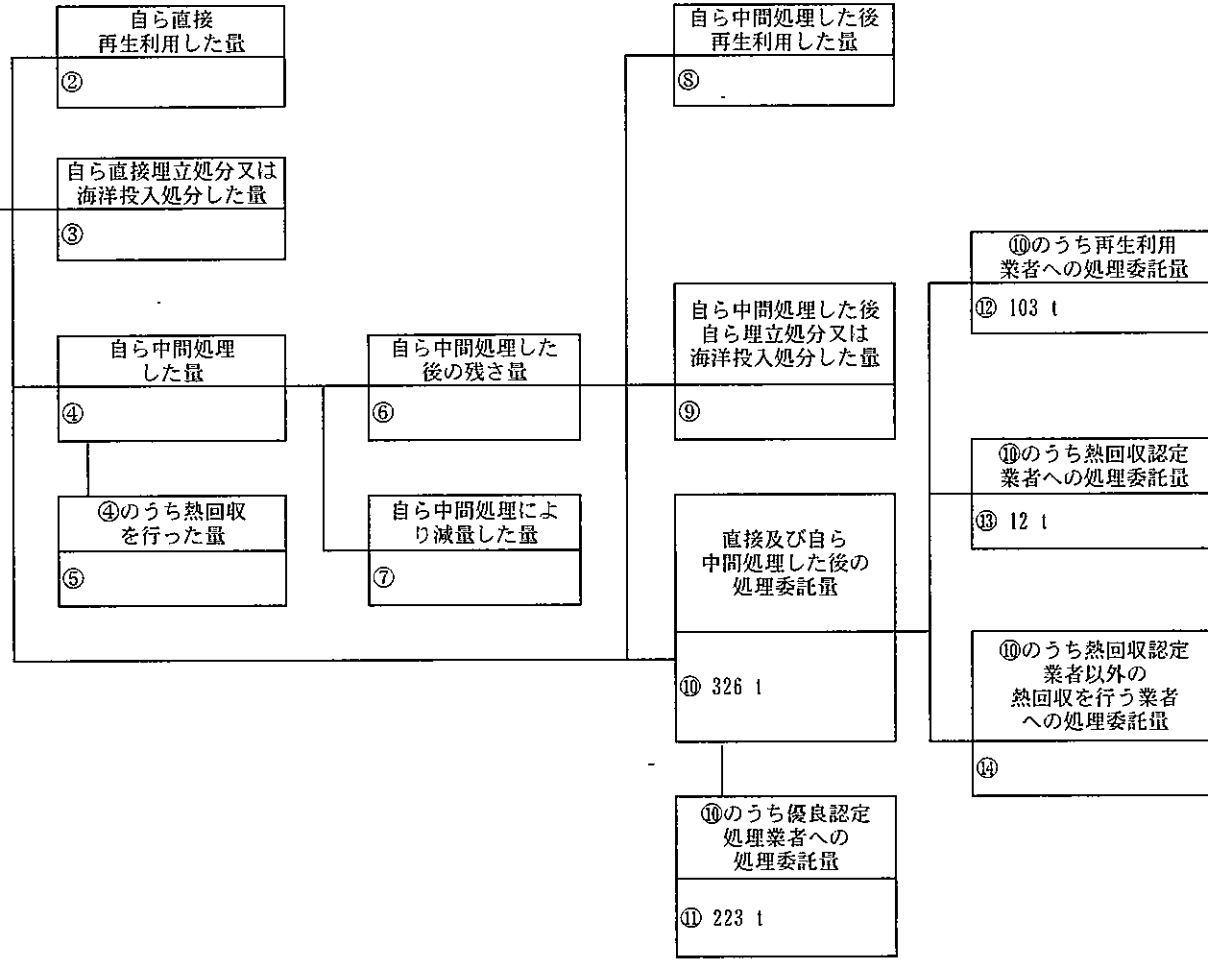 自ら直接
再生利用した量
②
自ら直接埋立処分又は
海洋投入処分した量
③
自ら中間処理
した量
④
④のうち熱回収
を行った量
⑤
自ら中間処理した
後の残さ量
⑥
自ら中間処理によ
り減量した量
⑦
自ら中間処理した後
再生利用した量
⑧
自ら中間処理した後
自ら埋立処分又は
海洋投入処分した量
⑨
直接及び自ら
中間処理した後の
処理委託量
⑩ 326 t
⑩のうち優良認定
処理業者への
処理委託量
⑪ 223 t
⑩のうち再生利用
業者への処理委託量
⑫ 103 t
⑩のうち熱回収認定
業者への処理委託量
⑬ 12 t
⑩のうち熱回収認定
業者以外の
熱回収を行う業者
への処理委託量
⑭